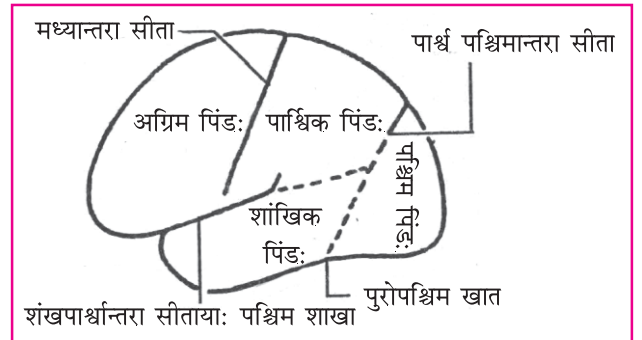 मध्यान्तरा सीता
पार्श्व पश्चिमान्तरा सीता
अग्रिम पिंडः
पार्श्विक पिंडः
पश्चिम पिंडः
शांखिक
पिंडः
पुरोपश्चिम खात
शंखपार्श्वान्तरा सीतायाः पश्चिम शाखा